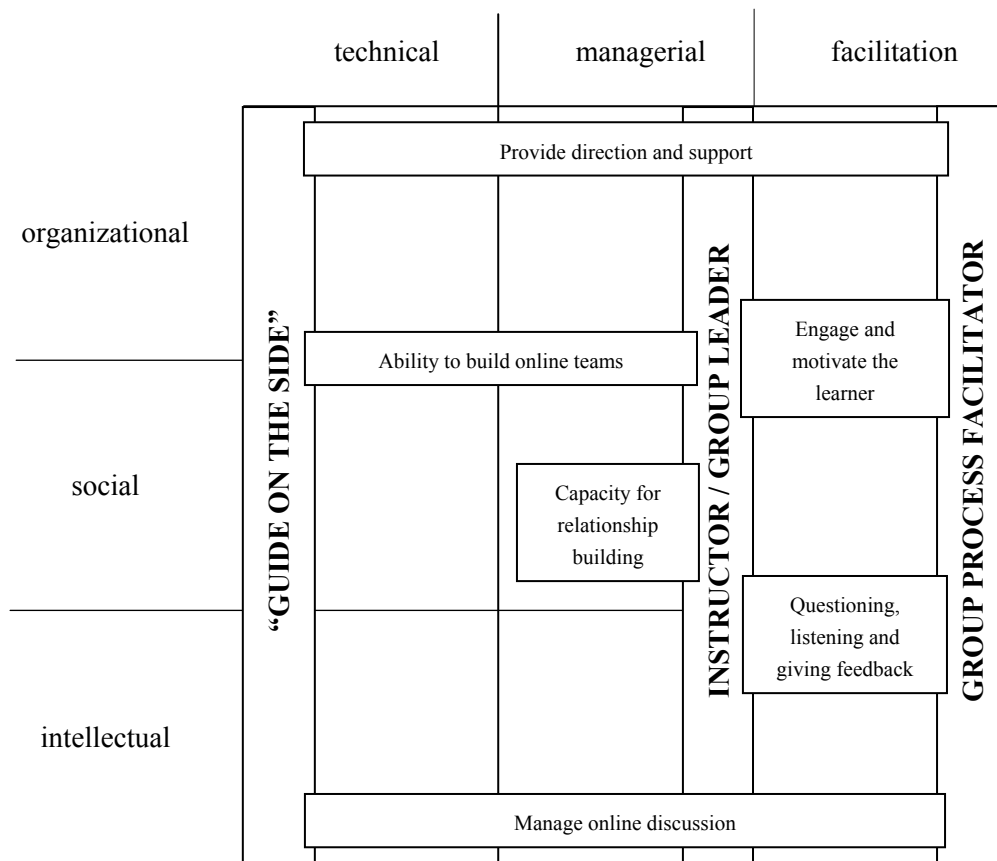 technical
managerial
facilitation
Provide direction and support
organizational
Engage and
motivate the
learner
Ability to build online teams
“GUIDE ON THE SIDE”
INSTRUCTOR / GROUP LEADER
GROUP PROCESS FACILITATOR
social
Capacity for
relationship
building
Questioning,
listening and
giving feedback
intellectual
Manage online discussion